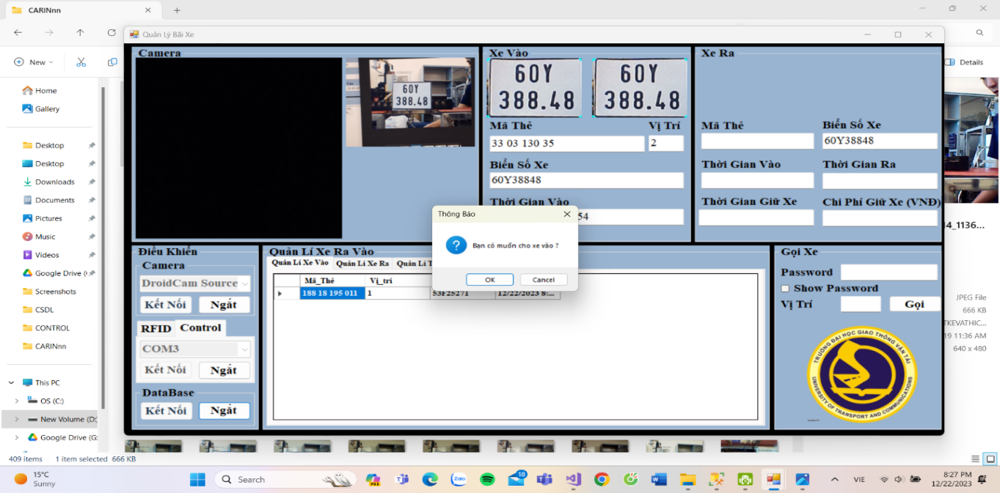 CARINnn
New
Details
Home
Gallery
Desktop
Desktop
Downloads
Documents
Pictures
Music
Videos
Google Drive (
Screenshots
CSDL
CONTROL
CARINnn
This PC
OS (C:)
New Volume (D:
Google Drive (G:
409 items 1 item selected 666 KB
Quản Lý Bãi Xe
Camera
60Y
388.48
Xe Vào
60Y
388.48
60Y
388.48
Mã Thẻ Vị Trí
33 03 130 35 2
Biển Số Xe
60Y38848
Thời Gian Vào
54
Xe Ra
Mã Thẻ Biển Số Xe
60Y38848
Thời Gian Vào Thời Gian Ra
Thời Gian Giữ Xe Chi Phí Giữ Xe (VNĐ)
Thông Báo
Bạn có muốn cho xe vào ?
OK Cancel
Điều Khiển
Camera
DroidCam Source
Kết Nối Ngắt
RFID Control
COM3
Kết Nối Ngắt
DataBase
Kết Nối Ngắt
Quản Lí Xe Ra Vào
Quản Lí Xe Vào Quản Lí Xe Ra Quản Lí T
Mã_Thẻ Vị_trí
188 18 195 011 1 53F25271 12/22/2023 8:...
Gọi Xe
Password
Show Password
Vị Trí Gọi
TRƯỜNG ĐẠI HỌC GIAO THÔNG VẬN TẢI
UNIVERSITY OF TRANSPORT AND COMMUNICATIONS
4_1136...
JPEG File
666 KB
TKEVATHIC...
19 11:36 AM
640 x 480
15°C
Sunny
Search
PRE
Zalo
18
VIE
8:27 PM
12/22/2023